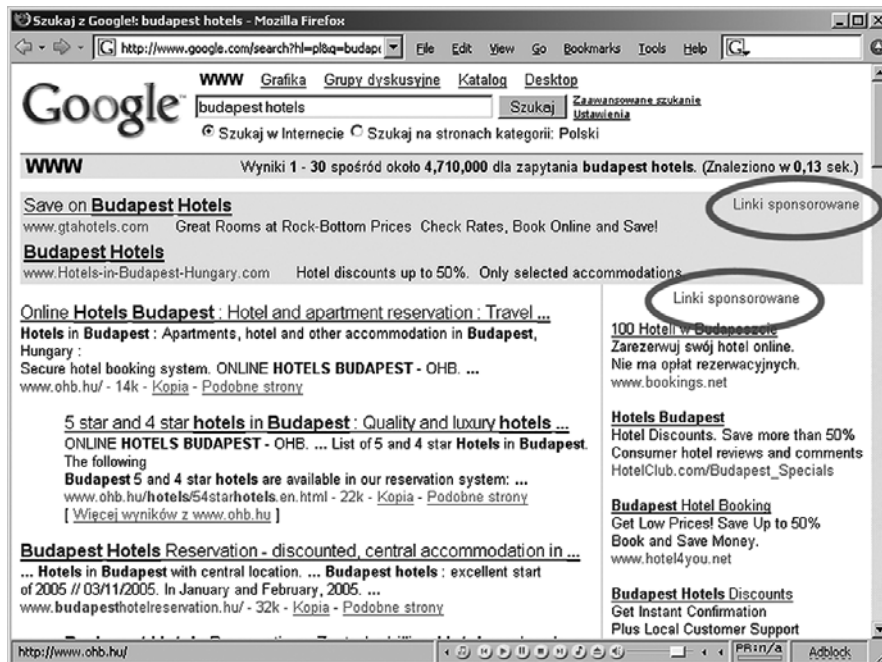 Szukaj z Google!: budapest hotels - Mozilla Firefox
http://www.google.com/search?hl=pl&q=budape File Edit View Go Bookmarks Tools Help
WWW Grafika Grupy dyskusyjne Katalog Desktop
Google
budapest hotels Szukaj Zaawansowane szukanie
Ustawienia
Szukaj w Internecie Szukaj na stronach kategorii: Polski
WWW Wyniki 1 - 30 spośród około 4,710,000 dla zapytania budapest hotels. (Znaleziono w 0,13 sek.)
Save on Budapest Hotels Linki sponsorowane
www.gtahotels.com Great Rooms at Rock-Bottom Prices Check Rates, Book Online and Save!
Budapest Hotels
www.Hotels-in-Budapest-Hungary.com Hotel discounts up to 50%. Only selected accommodations
Online Hotels Budapest : Hotel and apartment reservation : Travel ...
Hotels in Budapest : Apartments, hotel and other accommodation in Budapest,
Hungary :
Secure hotel booking system. ONLINE HOTELS BUDAPEST - OHB. ...
www.ohb.hu/ - 14k - Kopia - Podobne strony
5 star and 4 star hotels in Budapest : Quality and luxury hotels ...
ONLINE HOTELS BUDAPEST - OHB. ... List of 5 and 4 star Hotels in Budapest.
The following
Budapest 5 and 4 star hotels are available in our reservation system: ...
www.ohb.hu/hotels/54starhotels.en.html - 22k - Kopia - Podobne strony
[ Więcej wyników z www.ohb.hu ]
Budapest Hotels Reservation - discounted, central accommodation in ...
... Hotels in Budapest with central location. ... Budapest hotels : excellent start
of 2005 // 03/11/2005. In January and February, 2005. ...
www.budapesthotelreservation.hu/ - 32k - Kopia - Podobne strony
Linki sponsorowane
100 Hoteli w Budapeszcie
Zarezerwuj swój hotel online.
Nie ma opłat rezerwacyjnych.
www.bookings.net
Hotels Budapest
Hotel Discounts. Save more than 50%
Consumer hotel reviews and comments
HotelClub.com/Budapest_Specials
Budapest Hotel Booking
Get Low Prices! Save Up to 50%
Book and Save Money.
www.hotel4you.net
Budapest Hotels Discounts
Get Instant Confirmation
Plus Local Customer Support
http://www.ohb.hu/ PR:n/a Adblock